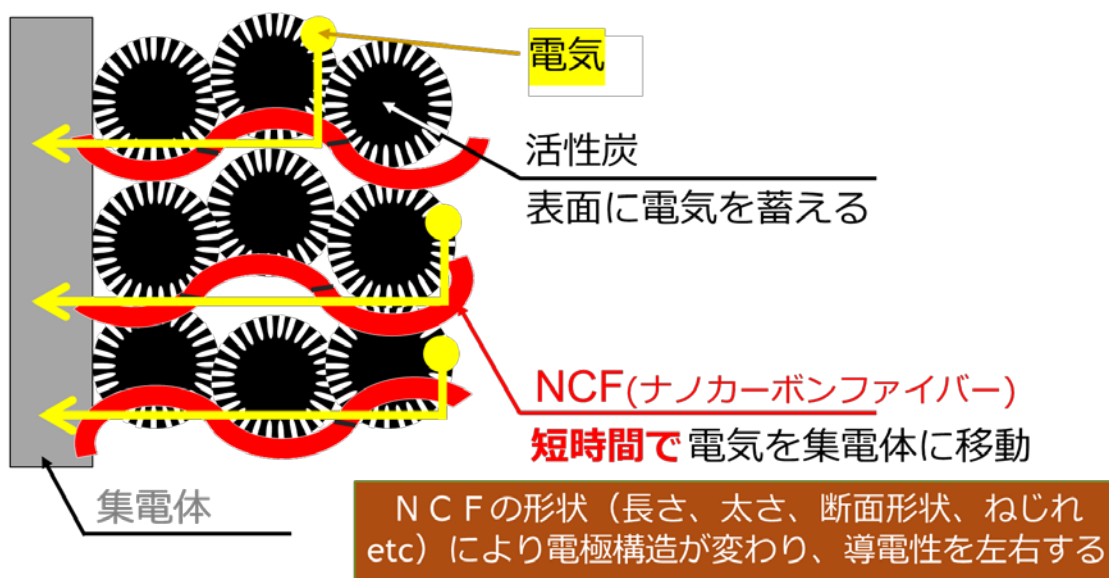 電気
活性炭
表面に電気を蓄える
NCF(ナノカーボンファイバー)
短時間で電気を集電体に移動
集電体
ＮＣＦの形状（長さ、太さ、断面形状、ねじれ
etc）により電極構造が変わり、導電性を左右する